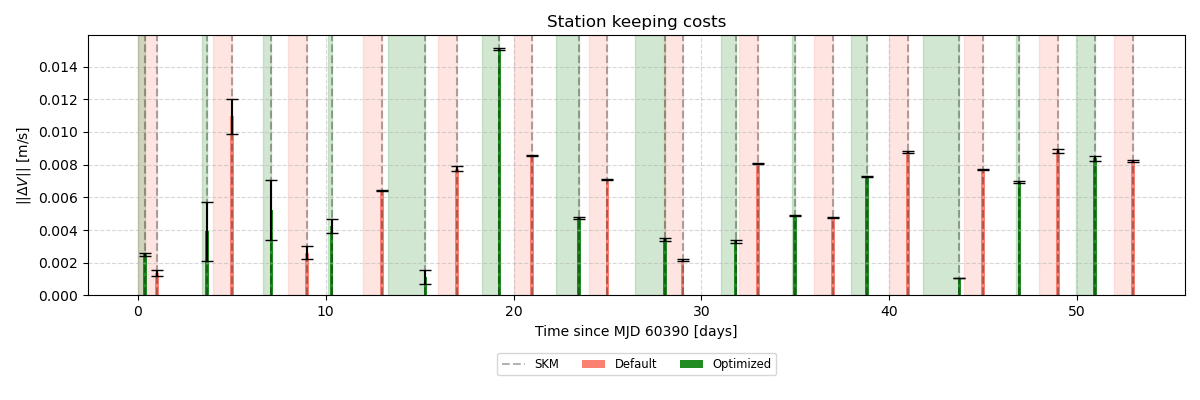 Station keeping costs
||ΔV|| [m/s]
0.014
0.012
0.010
0.008
0.006
0.004
0.002
0.000
0 10 20 30 40 50
Time since MJD 60390 [days]
SKM Default Optimized